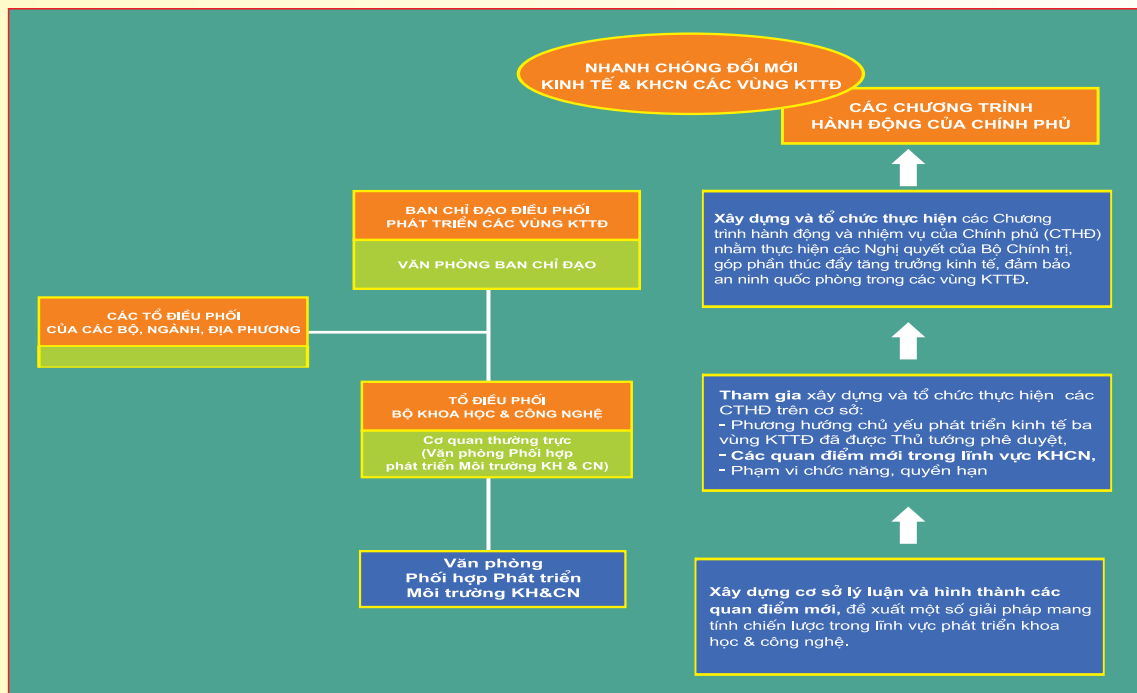 NHANH CHÓNG ĐỔI MỚI
KINH TẾ & KHCN CÁC VÙNG KTTĐ
CÁC CHƯƠNG TRÌNH
HÀNH ĐỘNG CỦA CHÍNH PHỦ
BAN CHỈ ĐẠO ĐIỀU PHỐI
PHÁT TRIỂN CÁC VÙNG KTTĐ
VĂN PHÒNG BAN CHỈ ĐẠO
CÁC TỔ ĐIỀU PHỐI
CỦA CÁC BỘ, NGÀNH, ĐỊA PHƯƠNG
TỔ ĐIỀU PHỐI
BỘ KHOA HỌC & CÔNG NGHỆ
Cơ quan thường trực
(Văn phòng Phối hợp
phát triển Môi trường KH & CN)
Văn phòng
Phối hợp Phát triển
Môi trường KH&CN
Xây dựng và tổ chức thực hiện các Chương
trình hành động và nhiệm vụ của Chính phủ (CTHĐ)
nhằm thực hiện các Nghị quyết của Bộ Chính trị,
góp phần thúc đẩy tăng trưởng kinh tế, đảm bảo
an ninh quốc phòng trong các vùng KTTĐ.
Tham gia xây dựng và tổ chức thực hiện các
CTHĐ trên cơ sở:
- Phương hướng chủ yếu phát triển kinh tế ba
vùng KTTĐ đã được Thủ tướng phê duyệt,
- Các quan điểm mới trong lĩnh vực KHCN,
- Phạm vi chức năng, quyền hạn
Xây dựng cơ sở lý luận và hình thành các
quan điểm mới, đề xuất một số giải pháp mang
tính chiến lược trong lĩnh vực phát triển khoa
học & công nghệ.